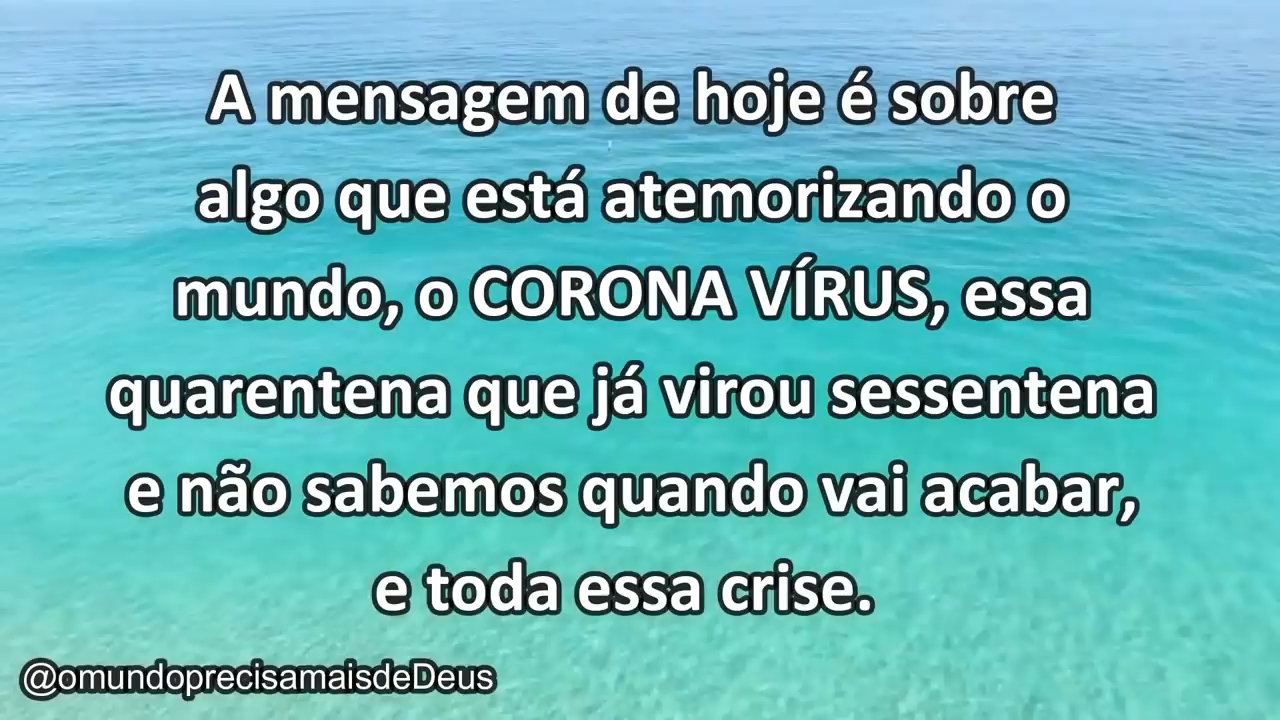 A mensagem de hoje é sobre
algo que está atemorizando o
mundo, o CORONA VÍRUS, essa
quarentena que já virou sessentena
e não sabemos quando vai acabar,
e toda essa crise.
@omundoprecisamaisdeDeus